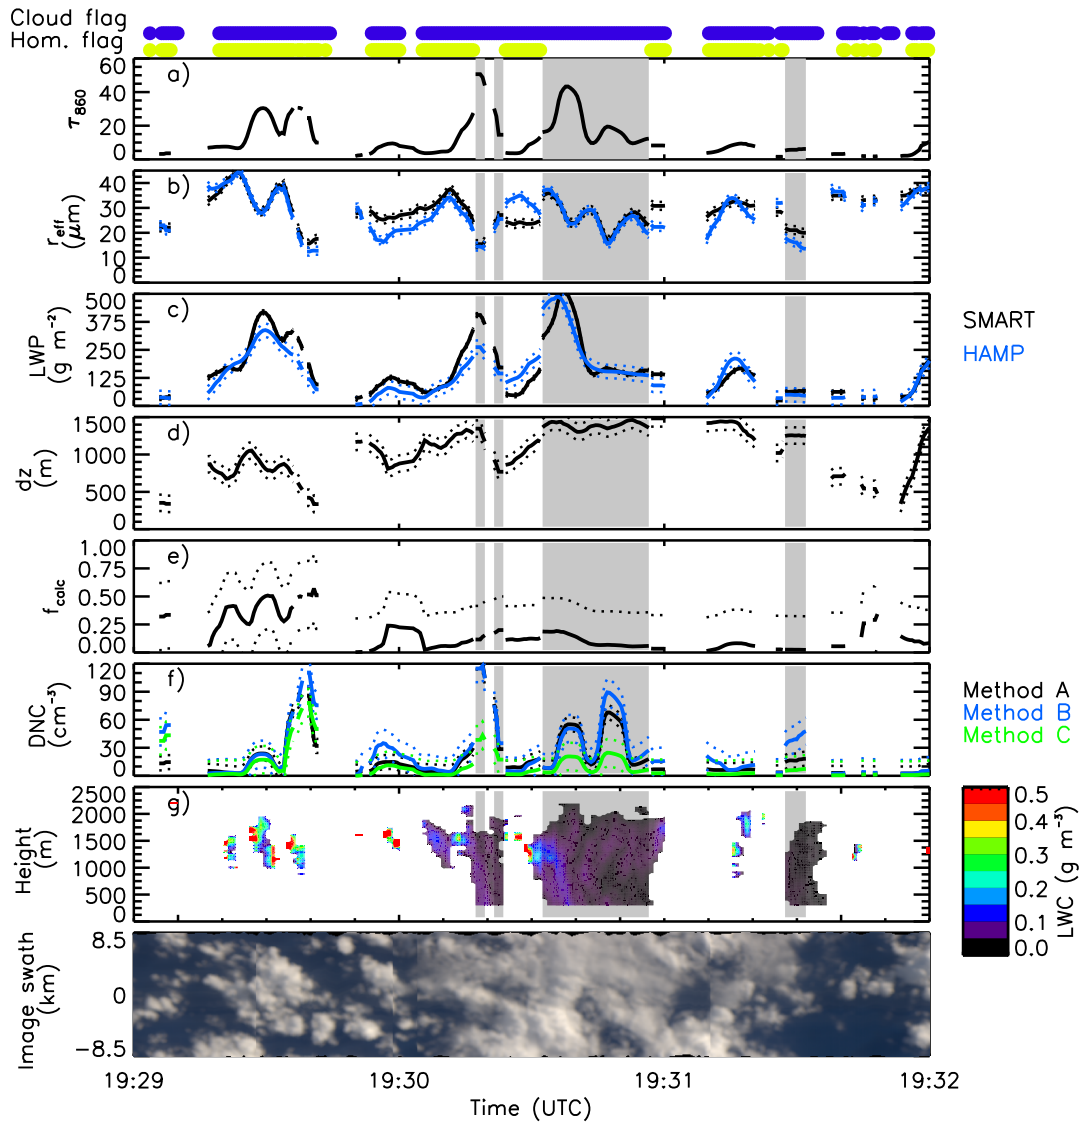 Cloud flag
Hom. flag
a)
τ860
60
40
20
0
b)
reff
(μm)
40
30
20
10
0
c)
LWP
(g m⁻²)
500
375
250
125
0
SMART
HAMP
d)
dz
(m)
1500
1000
500
0
e)
fcalc
1.00
0.75
0.50
0.25
0.00
f)
DNC
(cm⁻³)
120
90
60
30
0
Method A
Method B
Method C
g)
Height
(m)
2500
2000
1500
1000
500
0
0.5
0.4
0.3
0.2
0.1
0.0
LWC (g m⁻³)
Image swath
(km)
8.5
0
−8.5
19:29
19:30
19:31
19:32
Time (UTC)